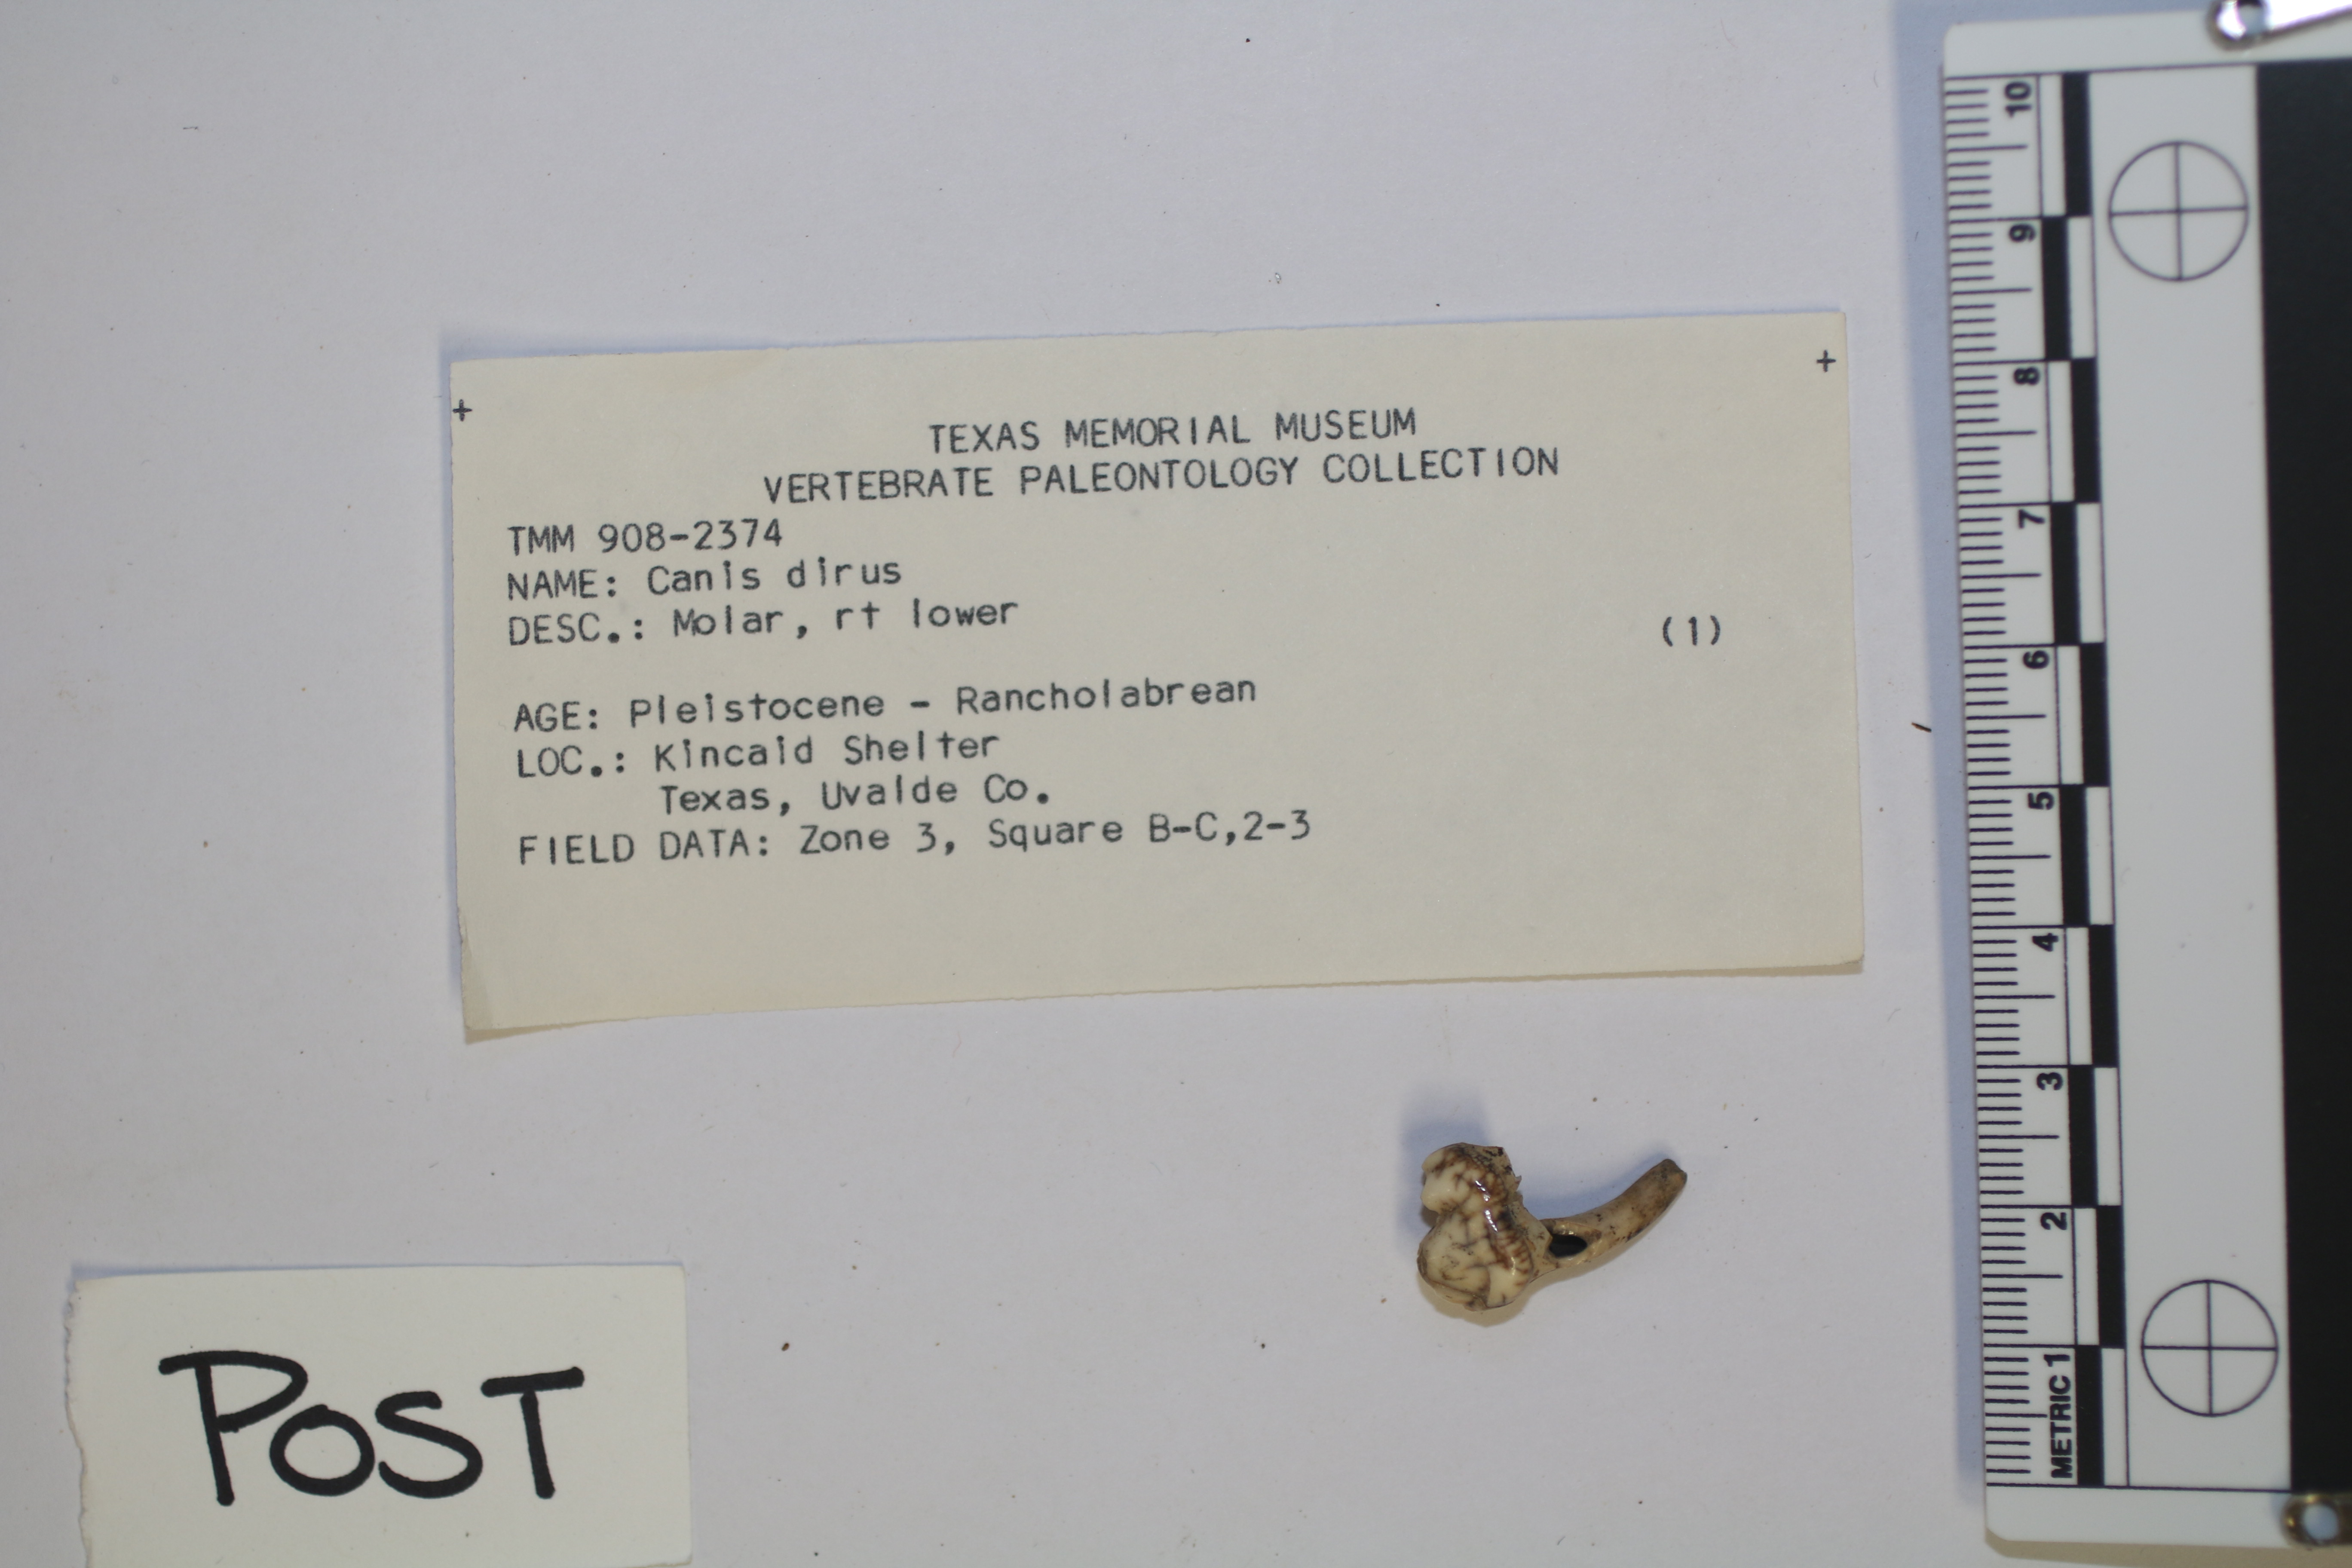 TEXAS MEMORIAL MUSEUM
VERTEBRATE PALEONTOLOGY COLLECTION
TMM 908-2374
NAME: Canis dirus
DESC.: Molar, rt lower
(1)
AGE: Pleistocene - Rancholabrean
LOC.: Kincaid Shelter
Texas, Uvalde Co.
FIELD DATA: Zone 3, Square B-C,2-3
POST
10
9
8
7
6
5
4
3
2
METRIC 1